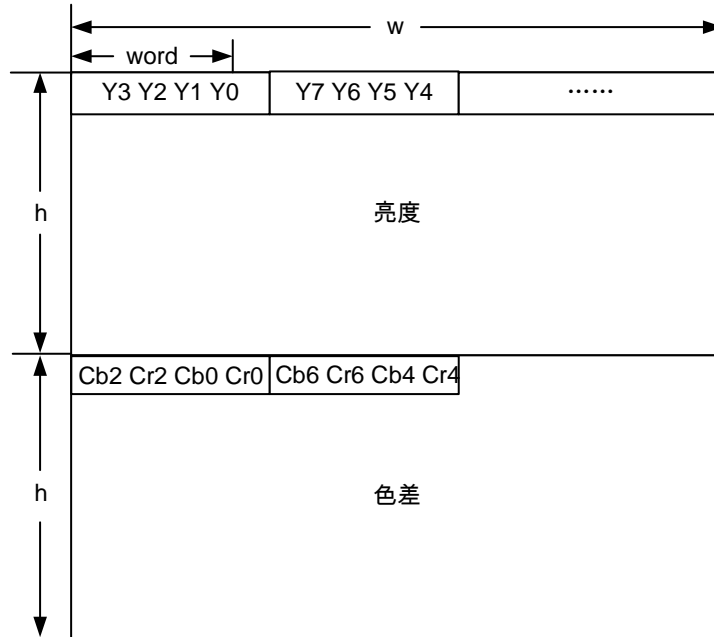 w
word
Y3 Y2 Y1 Y0
Y7 Y6 Y5 Y4
……
h
亮度
Cb2 Cr2 Cb0 Cr0
Cb6 Cr6 Cb4 Cr4
h
色差